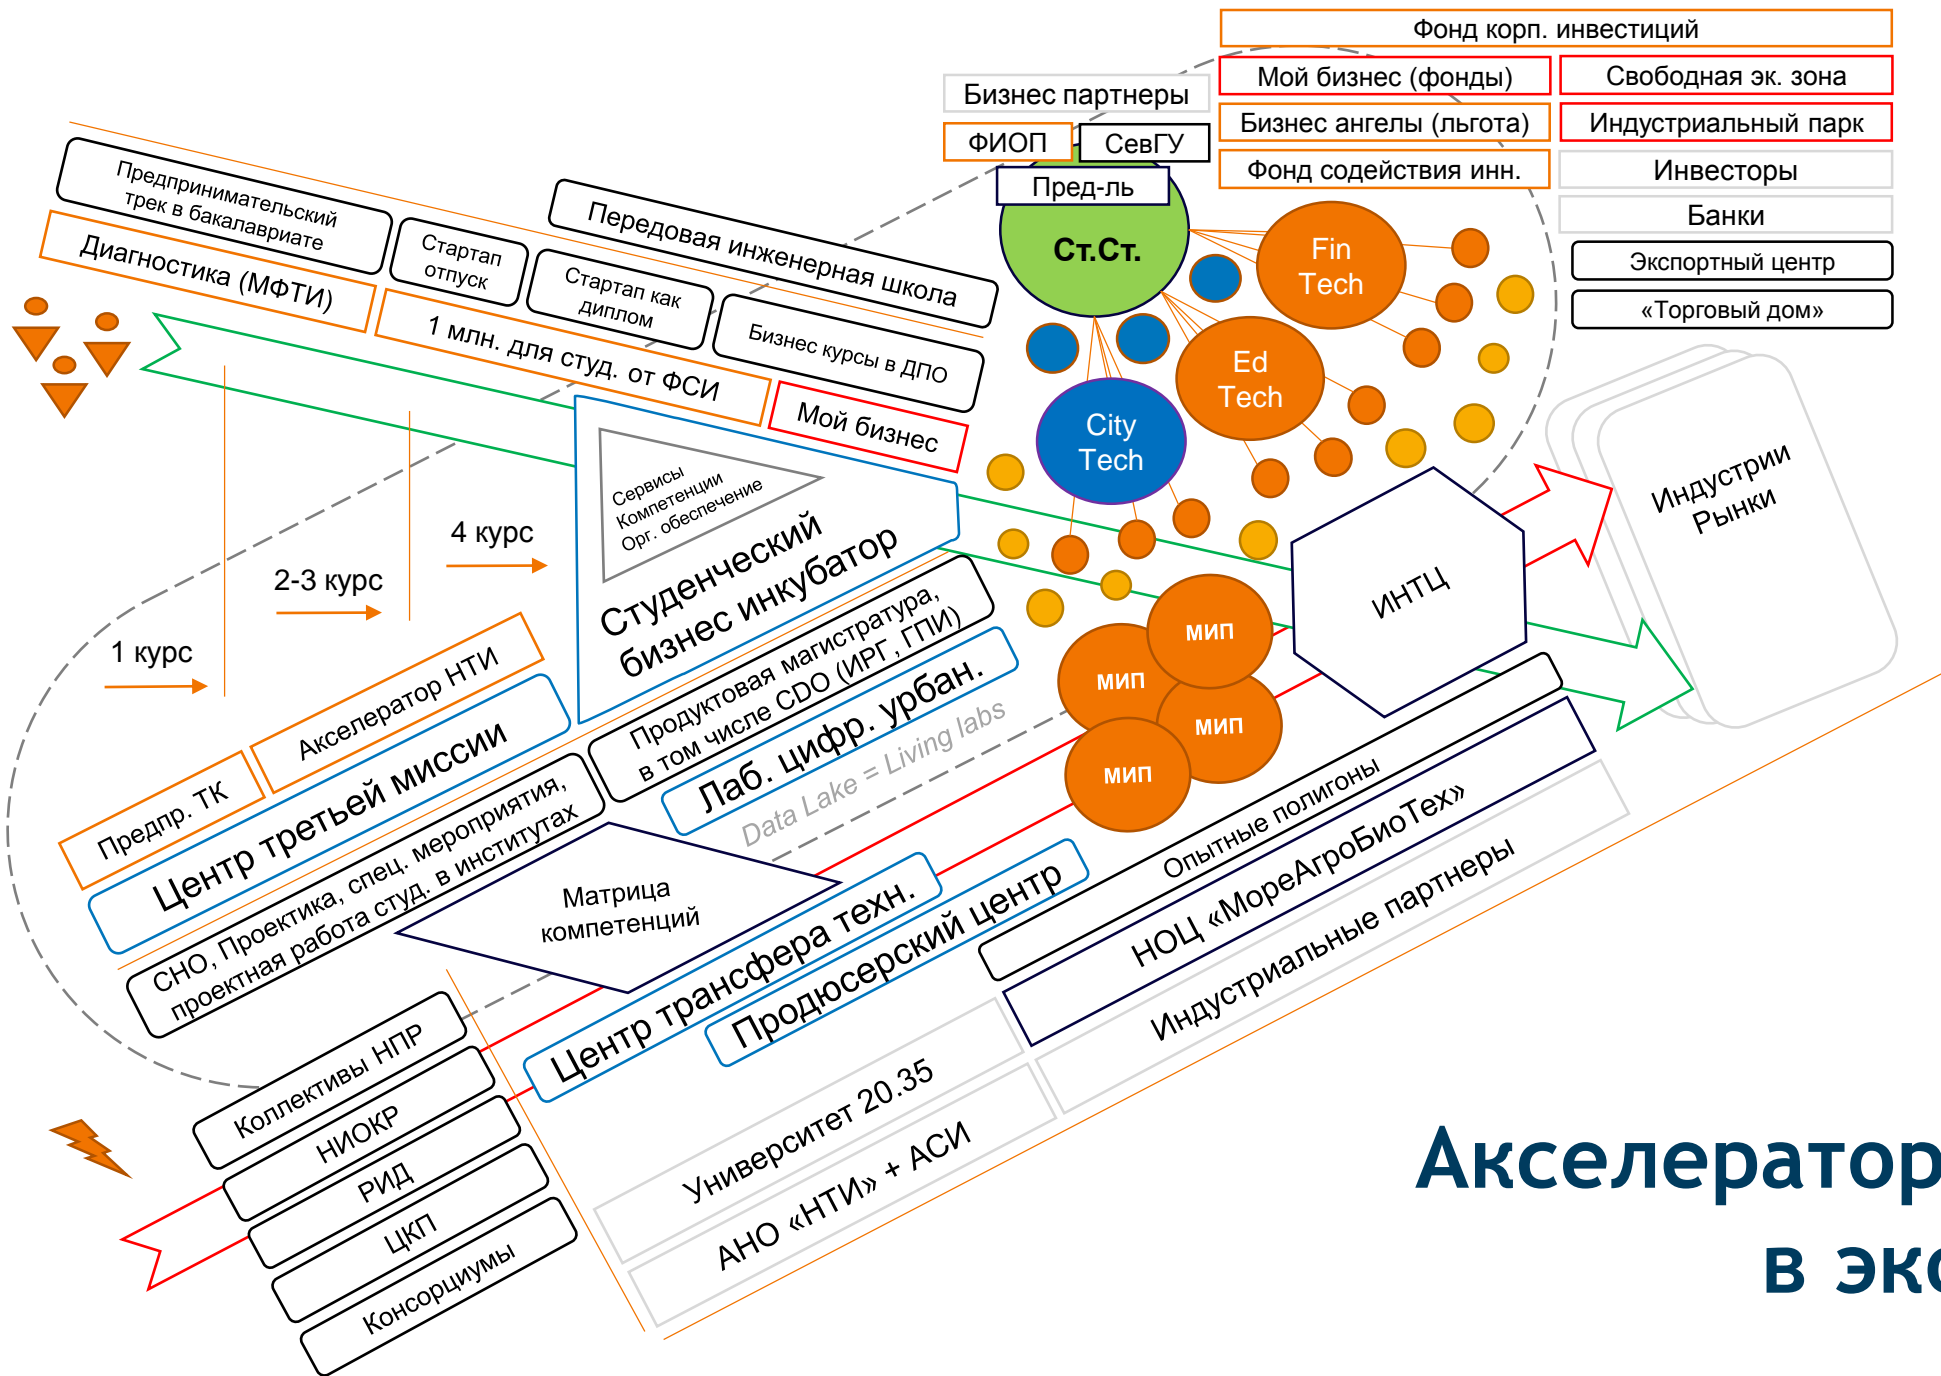 Фонд корп. инвестиций
Мой бизнес (фонды)
Свободная эк. зона
Бизнес партнеры
Бизнес ангелы (льгота)
Индустриальный парк
ФИОП
СевГУ
Фонд содействия инн.
Инвесторы
Пред-ль
Банки
Ст.Ст.
Экспортный центр
«Торговый дом»
Fin
Tech
Ed
Tech
City
Tech
Предпринимательский
трек в бакалавриате
Стартап
отпуск
Передовая инженерная школа
Стартап как
диплом
Бизнес курсы в ДПО
Диагностика (МФТИ)
1 млн. для студ. от ФСИ
Мой бизнес
Сервисы
Компетенции
Орг. обеспечение
Студенческий
бизнес инкубатор
4 курс
2-3 курс
1 курс
Индустрии
Рынки
ИНТЦ
МИП
МИП
МИП
МИП
Предпр. ТК
Акселератор НТИ
Центр третьей миссии
Продуктовая магистратура,
в том числе CDO (ИРГ, ГПИ)
Лаб. цифр. урбан.
Data Lake = Living labs
СНО, Проектика, спец. мероприятия,
проектная работа студ. в институтах
Матрица
компетенций
Центр трансфера техн.
Продюсерский центр
Опытные полигоны
НОЦ «МореАгроБиоТех»
Индустриальные партнеры
Университет 20.35
АНО «НТИ» + АСИ
Коллективы НПР
НИОКР
РИД
ЦКП
Консорциумы
Акселератор
в эко